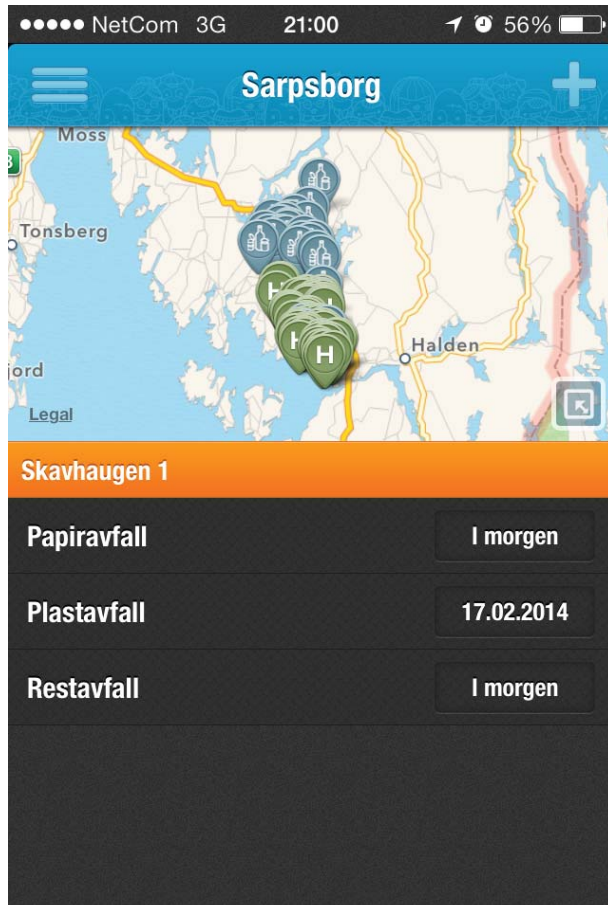 NetCom 3G 21:00 56%
Sarpsborg
Moss
Tonsberg
H
H
H
Halden
jord
Legal
Skavhaugen 1
Papiravfall I morgen
Plastavfall 17.02.2014
Restavfall I morgen